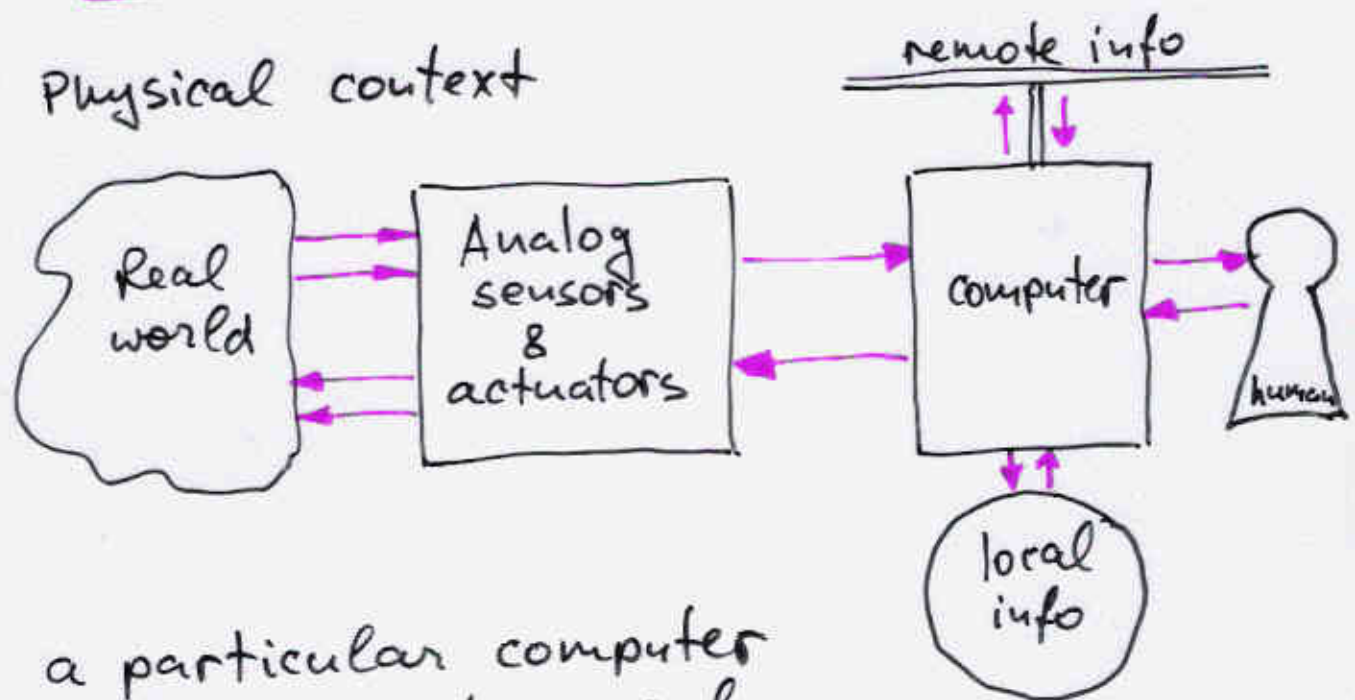 Physical context
remote info
Real
world
Analog
sensors
&
actuators
computer
human
local
info
a particular computer